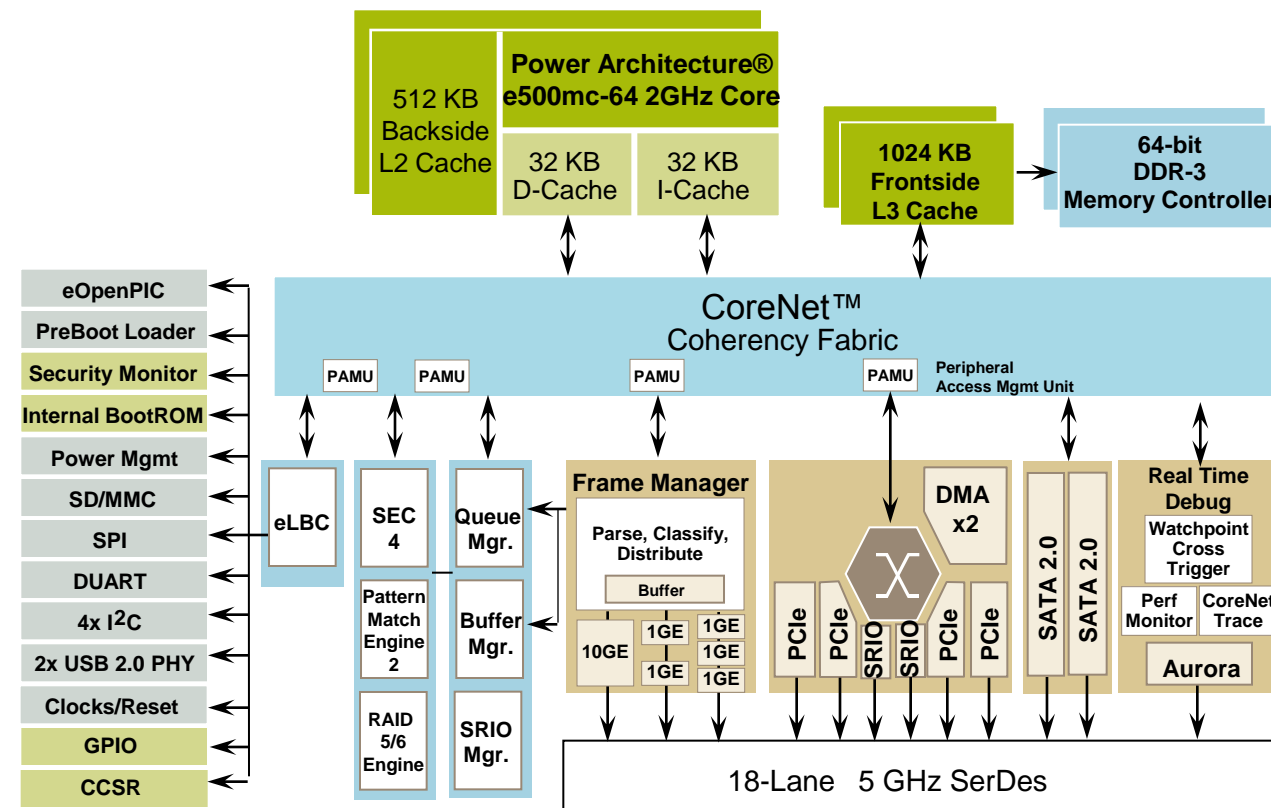 Power Architecture®
e500mc-64 2GHz Core
512 KB
Backside
L2 Cache
32 KB
D-Cache
32 KB
I-Cache
1024 KB
Frontside
L3 Cache
64-bit
DDR-3
Memory Controller
CoreNet™
Coherency Fabric
PAMU
PAMU
PAMU
PAMU
Peripheral
Access Mgmt Unit
eOpenPIC
PreBoot Loader
Security Monitor
Internal BootROM
Power Mgmt
SD/MMC
SPI
DUART
4x I2C
2x USB 2.0 PHY
Clocks/Reset
GPIO
CCSR
eLBC
SEC
4
Pattern
Match
Engine
2
RAID
5/6
Engine
Queue
Mgr.
Buffer
Mgr.
SRIO
Mgr.
Frame Manager
Parse, Classify,
Distribute
Buffer
10GE
1GE
1GE
1GE
1GE
1GE
DMA
x2
PCIe
PCIe
SRIO
SRIO
PCIe
PCIe
SATA 2.0
SATA 2.0
Real Time
Debug
Watchpoint
Cross
Trigger
Perf
Monitor
CoreNet
Trace
Aurora
18-Lane 5 GHz SerDes